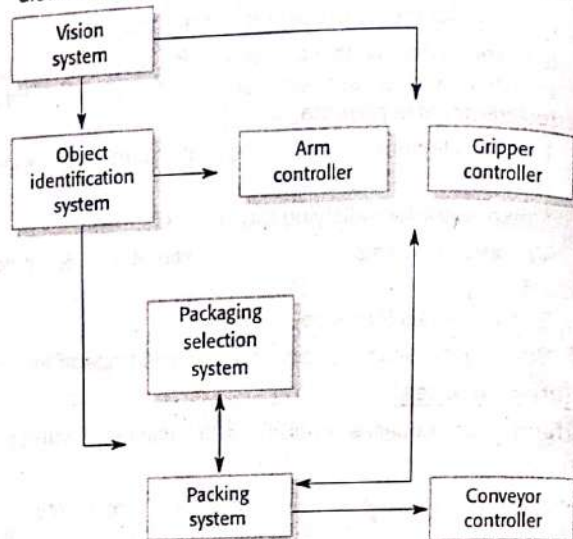 Vision
system
Object
identification
system
Arm
controller
Gripper
controller
Packaging
selection
system
Packing
system
Conveyor
controller